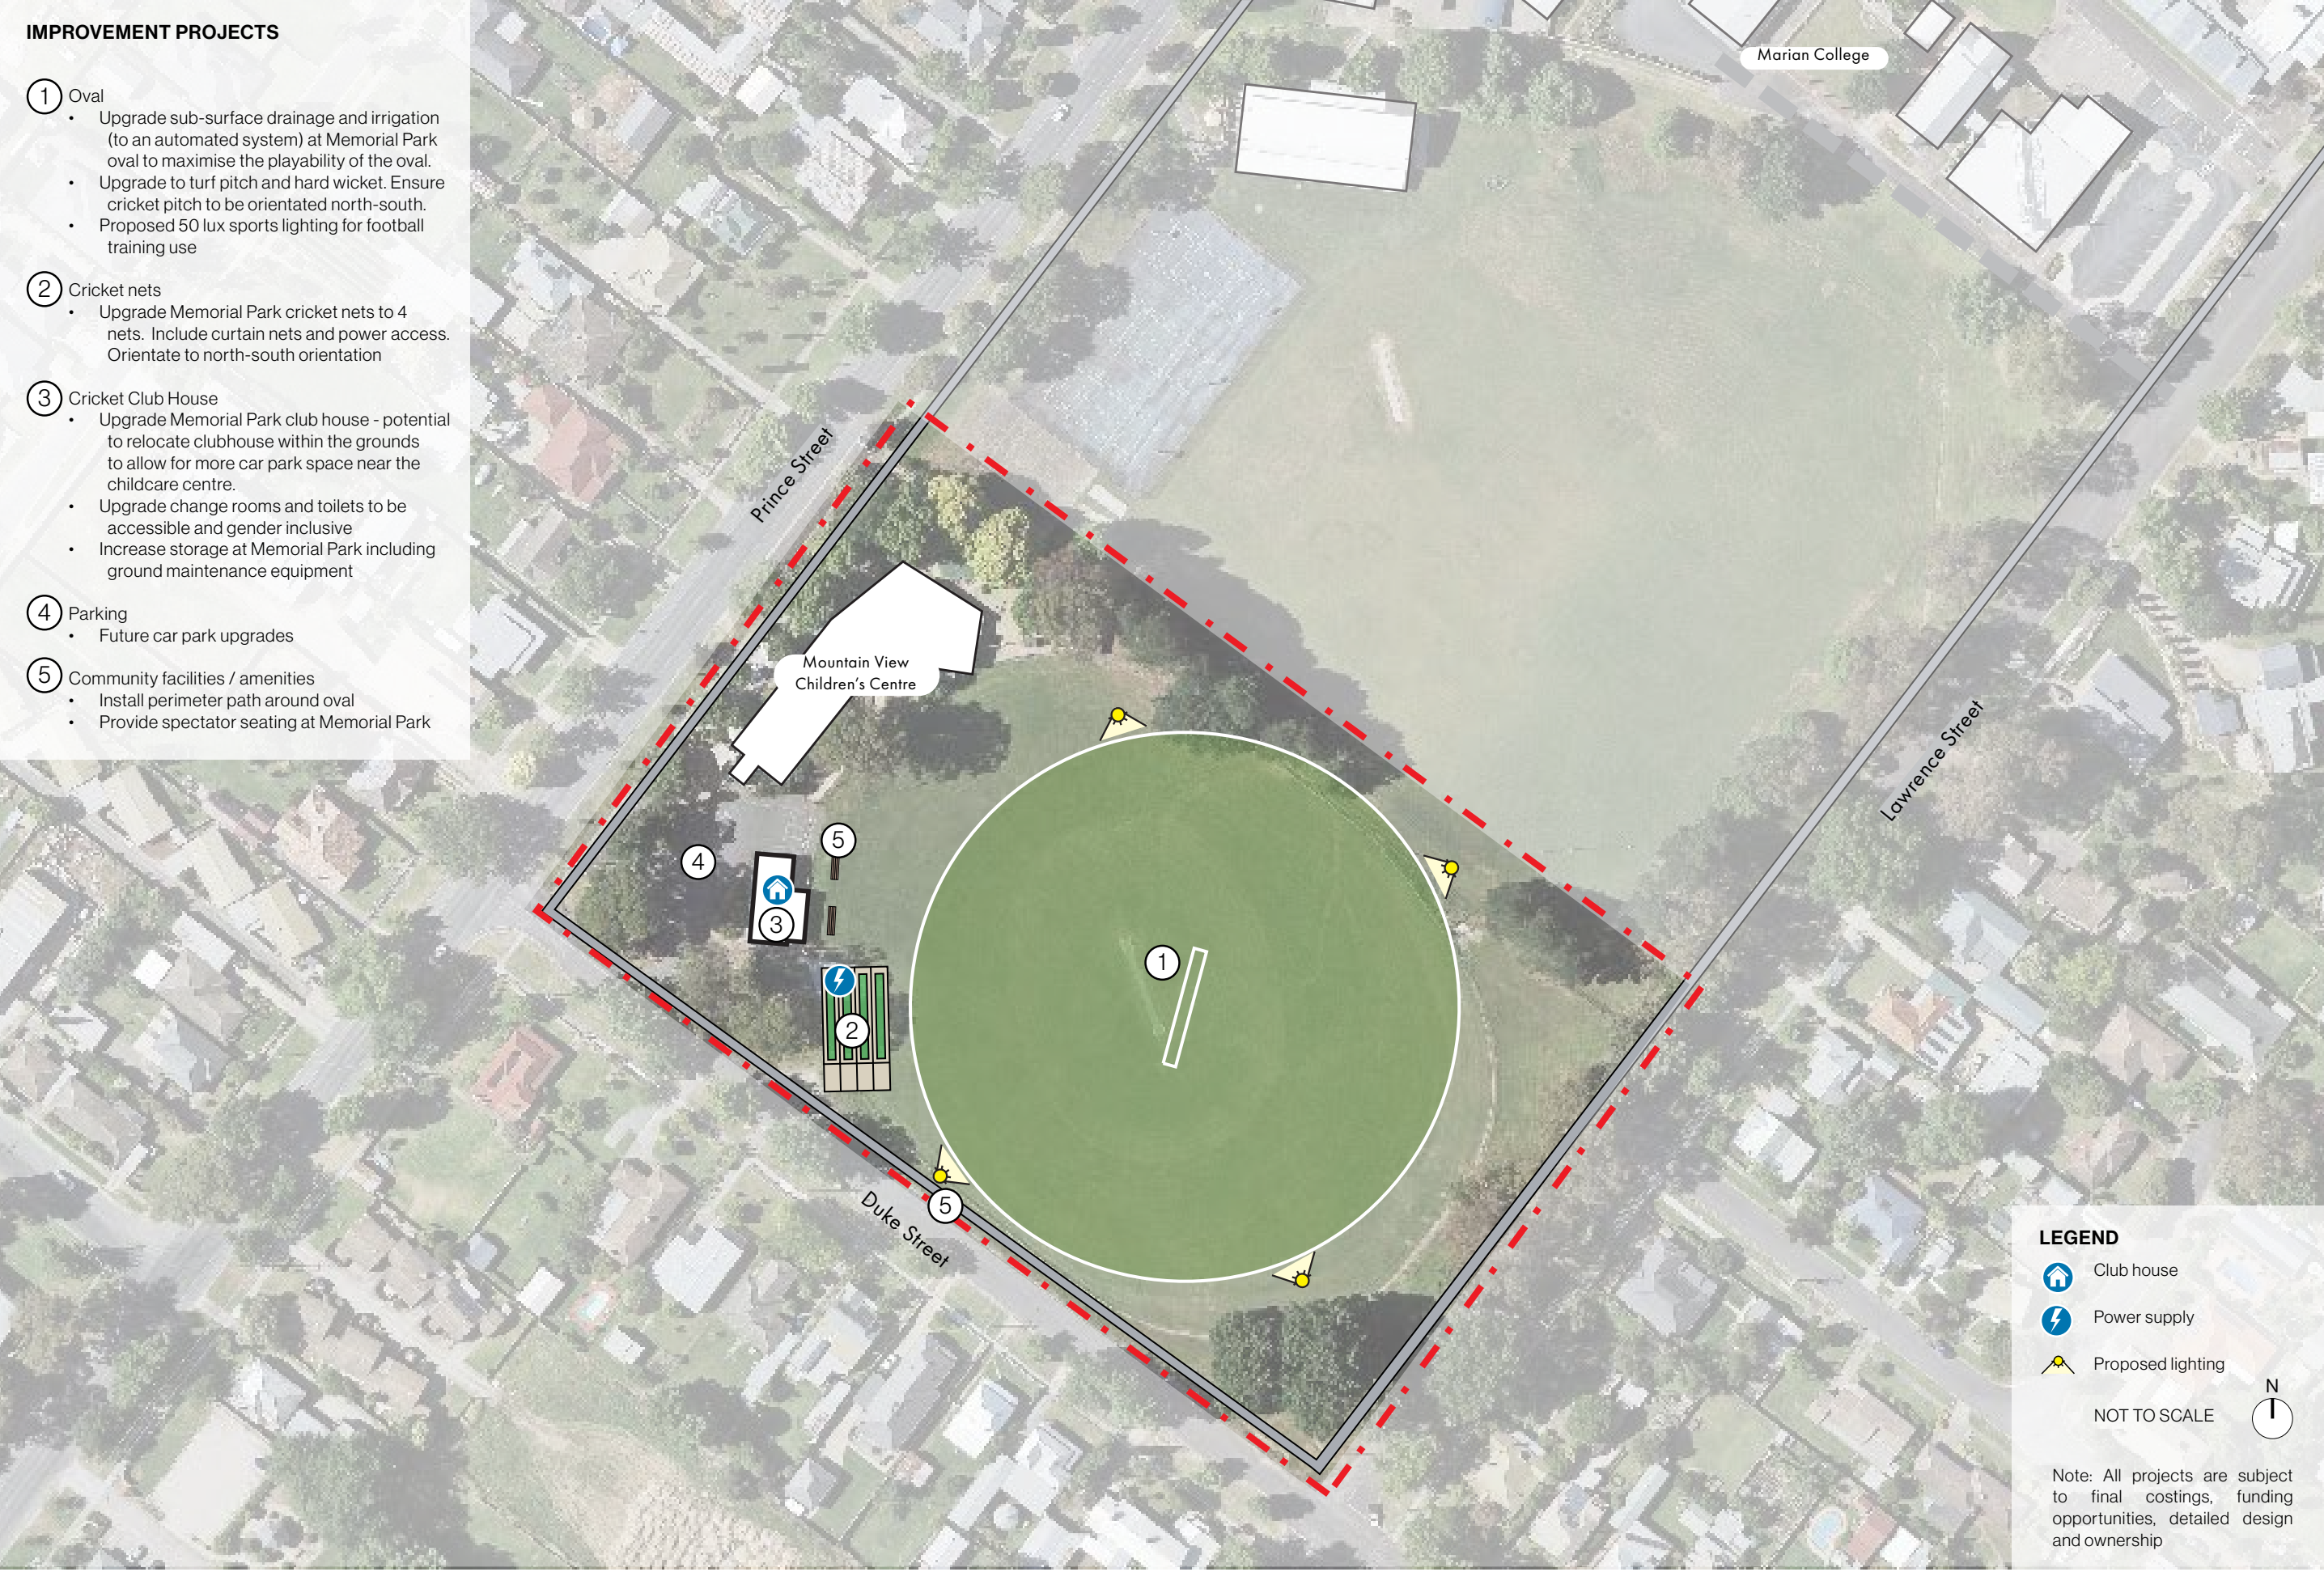 IMPROVEMENT PROJECTS
1 Oval
• Upgrade sub-surface drainage and irrigation
(to an automated system) at Memorial Park
oval to maximise the playability of the oval.
• Upgrade to turf pitch and hard wicket. Ensure
cricket pitch to be orientated north-south.
• Proposed 50 lux sports lighting for football
training use
2 Cricket nets
• Upgrade Memorial Park cricket nets to 4
nets. Include curtain nets and power access.
Orientate to north-south orientation
3 Cricket Club House
• Upgrade Memorial Park club house - potential
to relocate clubhouse within the grounds
to allow for more car park space near the
childcare centre.
• Upgrade change rooms and toilets to be
accessible and gender inclusive
• Increase storage at Memorial Park including
ground maintenance equipment
4 Parking
• Future car park upgrades
5 Community facilities / amenities
• Install perimeter path around oval
• Provide spectator seating at Memorial Park
Marian College
Prince Street
Mountain View
Children's Centre
Lawrence Street
5
4
3
1
2
5
Duke Street
LEGEND
Club house
Power supply
Proposed lighting
NOT TO SCALE
N
Note: All projects are subject
to final costings, funding
opportunities, detailed design
and ownership